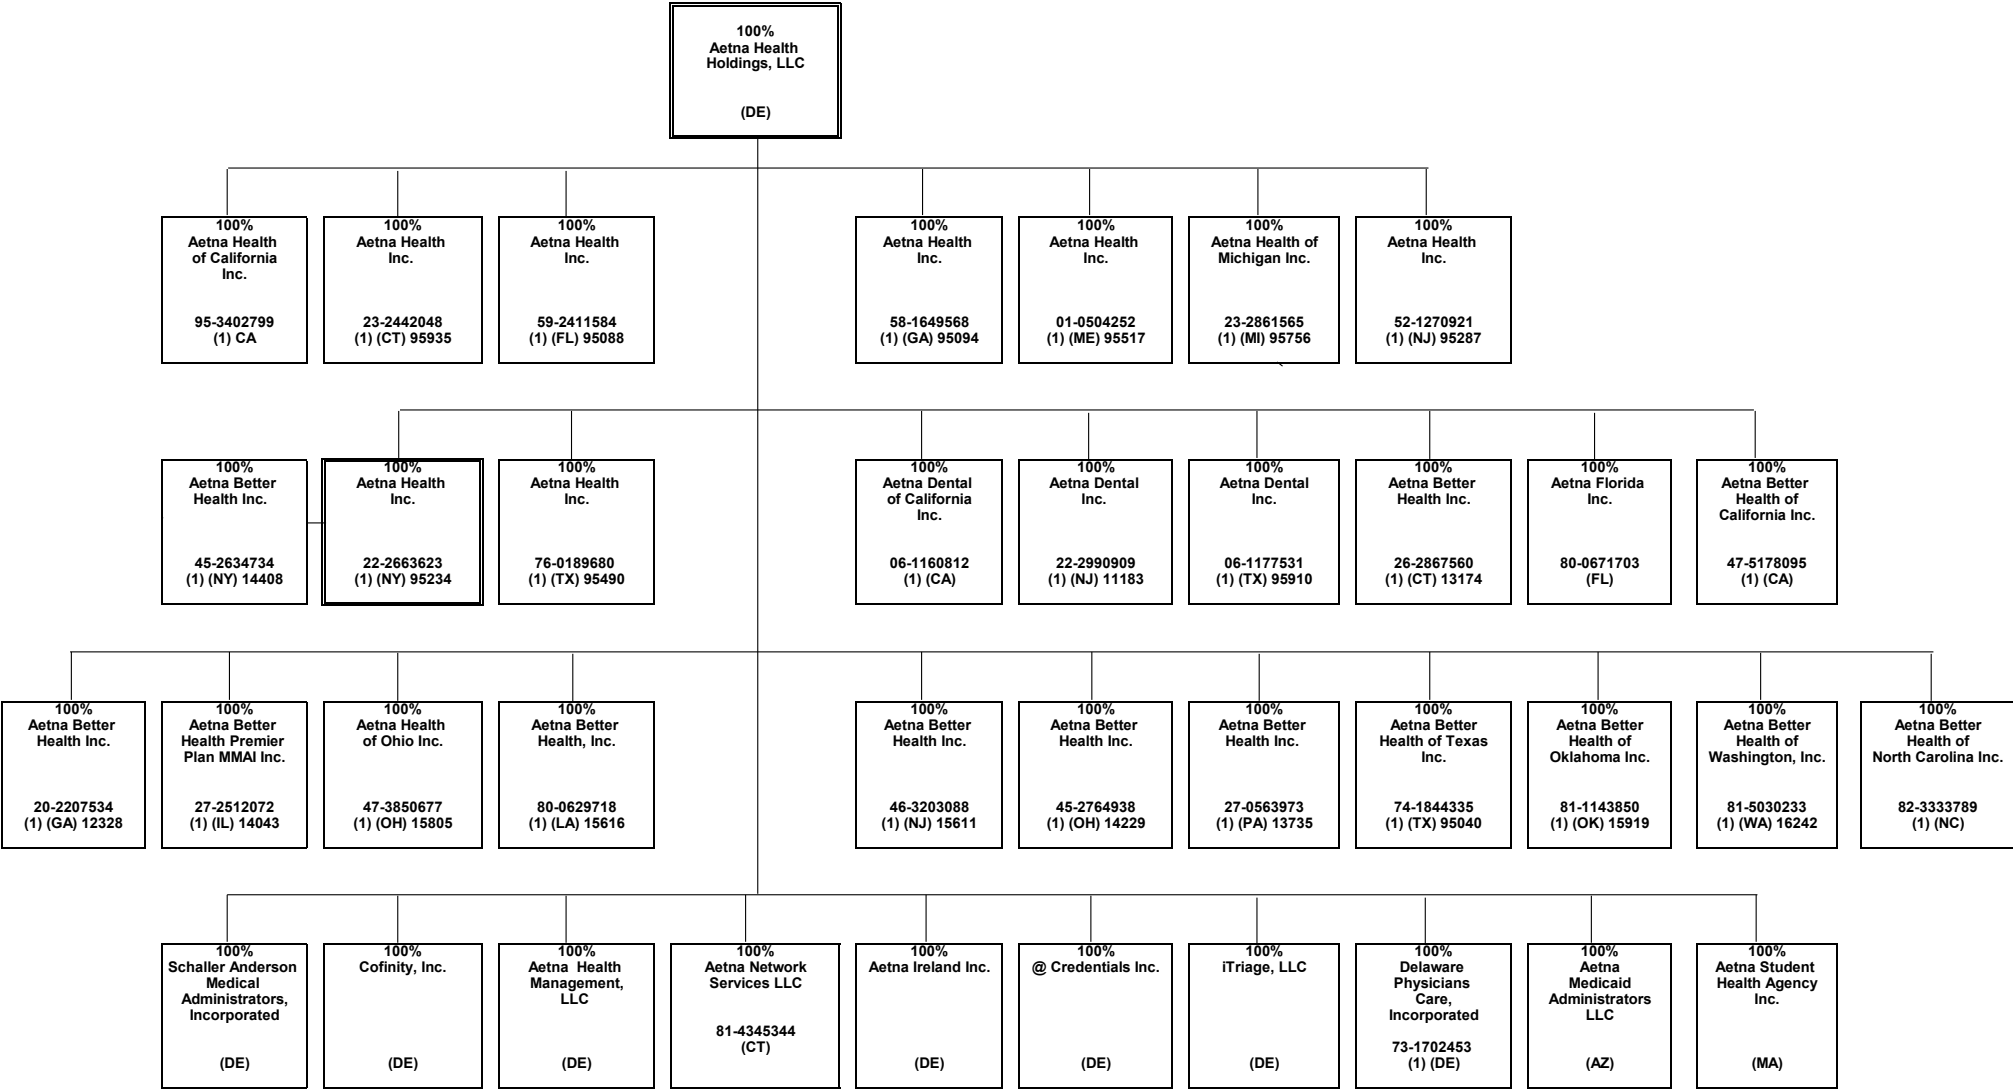 100%
Aetna Health
Holdings, LLC
(DE)
100%
Aetna Health
of California
Inc.
95-3402799
(1) CA
100%
Aetna Health
Inc.
23-2442048
(1) (CT) 95935
100%
Aetna Health
Inc.
59-2411584
(1) (FL) 95088
100%
Aetna Health
Inc.
58-1649568
(1) (GA) 95094
100%
Aetna Health
Inc.
01-0504252
(1) (ME) 95517
100%
Aetna Health of
Michigan Inc.
23-2861565
(1) (MI) 95756
100%
Aetna Health
Inc.
52-1270921
(1) (NJ) 95287
100%
Aetna Better
Health Inc.
45-2634734
(1) (NY) 14408
100%
Aetna Health
Inc.
22-2663623
(1) (NY) 95234
100%
Aetna Health
Inc.
76-0189680
(1) (TX) 95490
100%
Aetna Dental
of California
Inc.
06-1160812
(1) (CA)
100%
Aetna Dental
Inc.
22-2990909
(1) (NJ) 11183
100%
Aetna Dental
Inc.
06-1177531
(1) (TX) 95910
100%
Aetna Better
Health Inc.
26-2867560
(1) (CT) 13174
100%
Aetna Florida
Inc.
80-0671703
(FL)
100%
Aetna Better
Health of
California Inc.
47-5178095
(1) (CA)
100%
Aetna Better
Health Inc.
20-2207534
(1) (GA) 12328
100%
Aetna Better
Health Premier
Plan MMAI Inc.
27-2512072
(1) (IL) 14043
100%
Aetna Health
of Ohio Inc.
47-3850677
(1) (OH) 15805
100%
Aetna Better
Health, Inc.
80-0629718
(1) (LA) 15616
100%
Aetna Better
Health Inc.
46-3203088
(1) (NJ) 15611
100%
Aetna Better
Health Inc.
45-2764938
(1) (OH) 14229
100%
Aetna Better
Health Inc.
27-0563973
(1) (PA) 13735
100%
Aetna Better
Health of Texas
Inc.
74-1844335
(1) (TX) 95040
100%
Aetna Better
Health of
Oklahoma Inc.
81-1143850
(1) (OK) 15919
100%
Aetna Better
Health of
Washington, Inc.
81-5030233
(1) (WA) 16242
100%
Aetna Better
Health of
North Carolina Inc.
82-3333789
(1) (NC)
100%
Schaller Anderson
Medical
Administrators,
Incorporated
(DE)
100%
Cofinity, Inc.
(DE)
100%
Aetna Health
Management,
LLC
(DE)
100%
Aetna Network
Services LLC
81-4345344
(CT)
100%
Aetna Ireland Inc.
(DE)
100%
@ Credentials Inc.
(DE)
100%
iTriage, LLC
(DE)
100%
Delaware
Physicians
Care,
Incorporated
73-1702453
(1) (DE)
100%
Aetna
Medicaid
Administrators
LLC
(AZ)
100%
Aetna Student
Health Agency
Inc.
(MA)